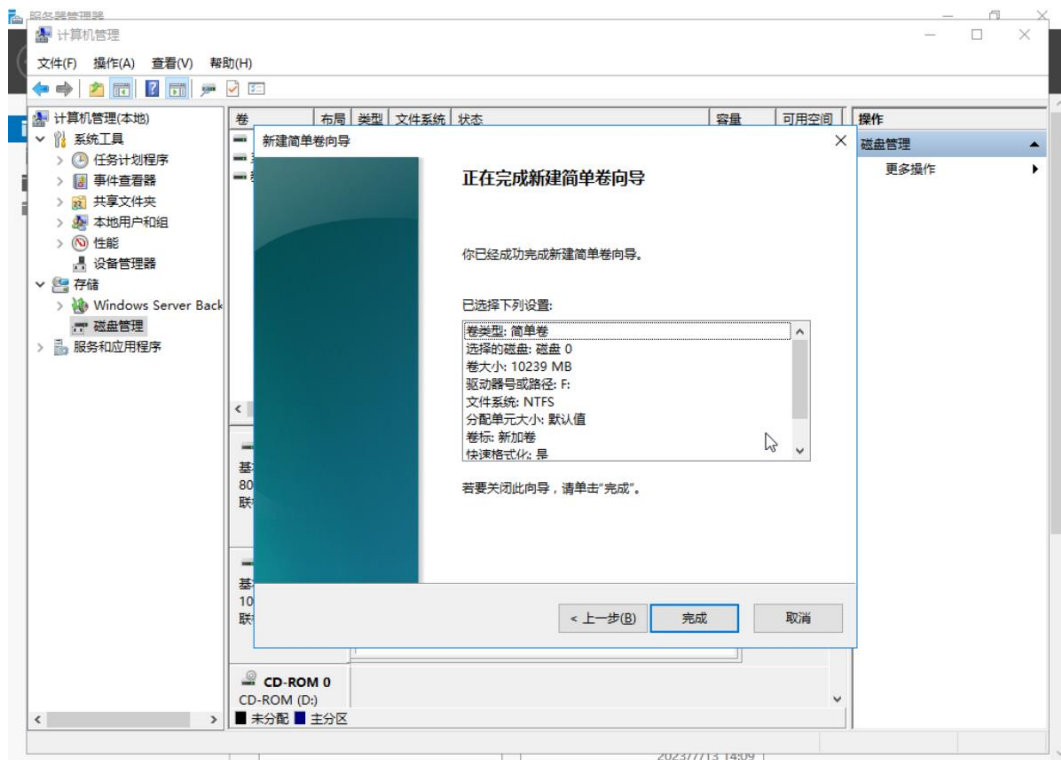 服务器管理器
计算机管理
文件(F) 操作(A) 查看(V) 帮助(H)
计算机管理(本地)
系统工具
任务计划程序
事件查看器
共享文件夹
本地用户和组
性能
设备管理器
存储
Windows Server Back
磁盘管理
服务和应用程序
卷 布局 类型 文件系统 状态 容量 可用空间
操作
磁盘管理
更多操作
新建简单卷向导
正在完成新建简单卷向导
你已经成功完成新建简单卷向导。
已选择下列设置:
卷类型: 简单卷
选择的磁盘: 磁盘 0
卷大小: 10239 MB
驱动器号或路径: F:
文件系统: NTFS
分配单元大小: 默认值
卷标: 新加卷
快速格式化: 是
若要关闭此向导，请单击"完成"。
< 上一步(B) 完成 取消
基
80
联
基
10
联
CD-ROM 0
CD-ROM (D:)
未分配 主分区
2023/7/13 14:09